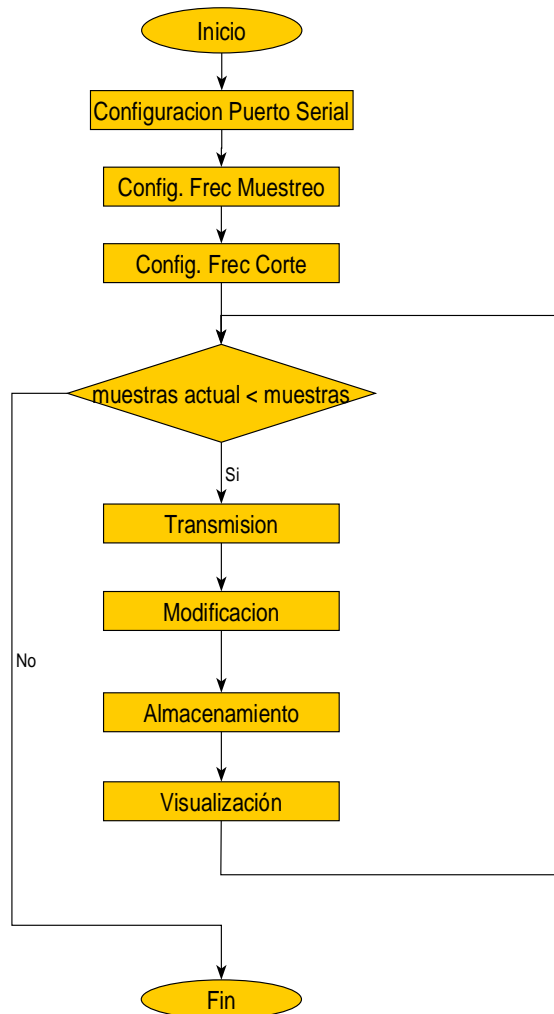 Inicio
Configuracion Puerto Serial
Config. Frec Muestreo
Config. Frec Corte
muestras actual < muestras
Si
Transmision
Modificacion
No
Almacenamiento
Visualización
Fin